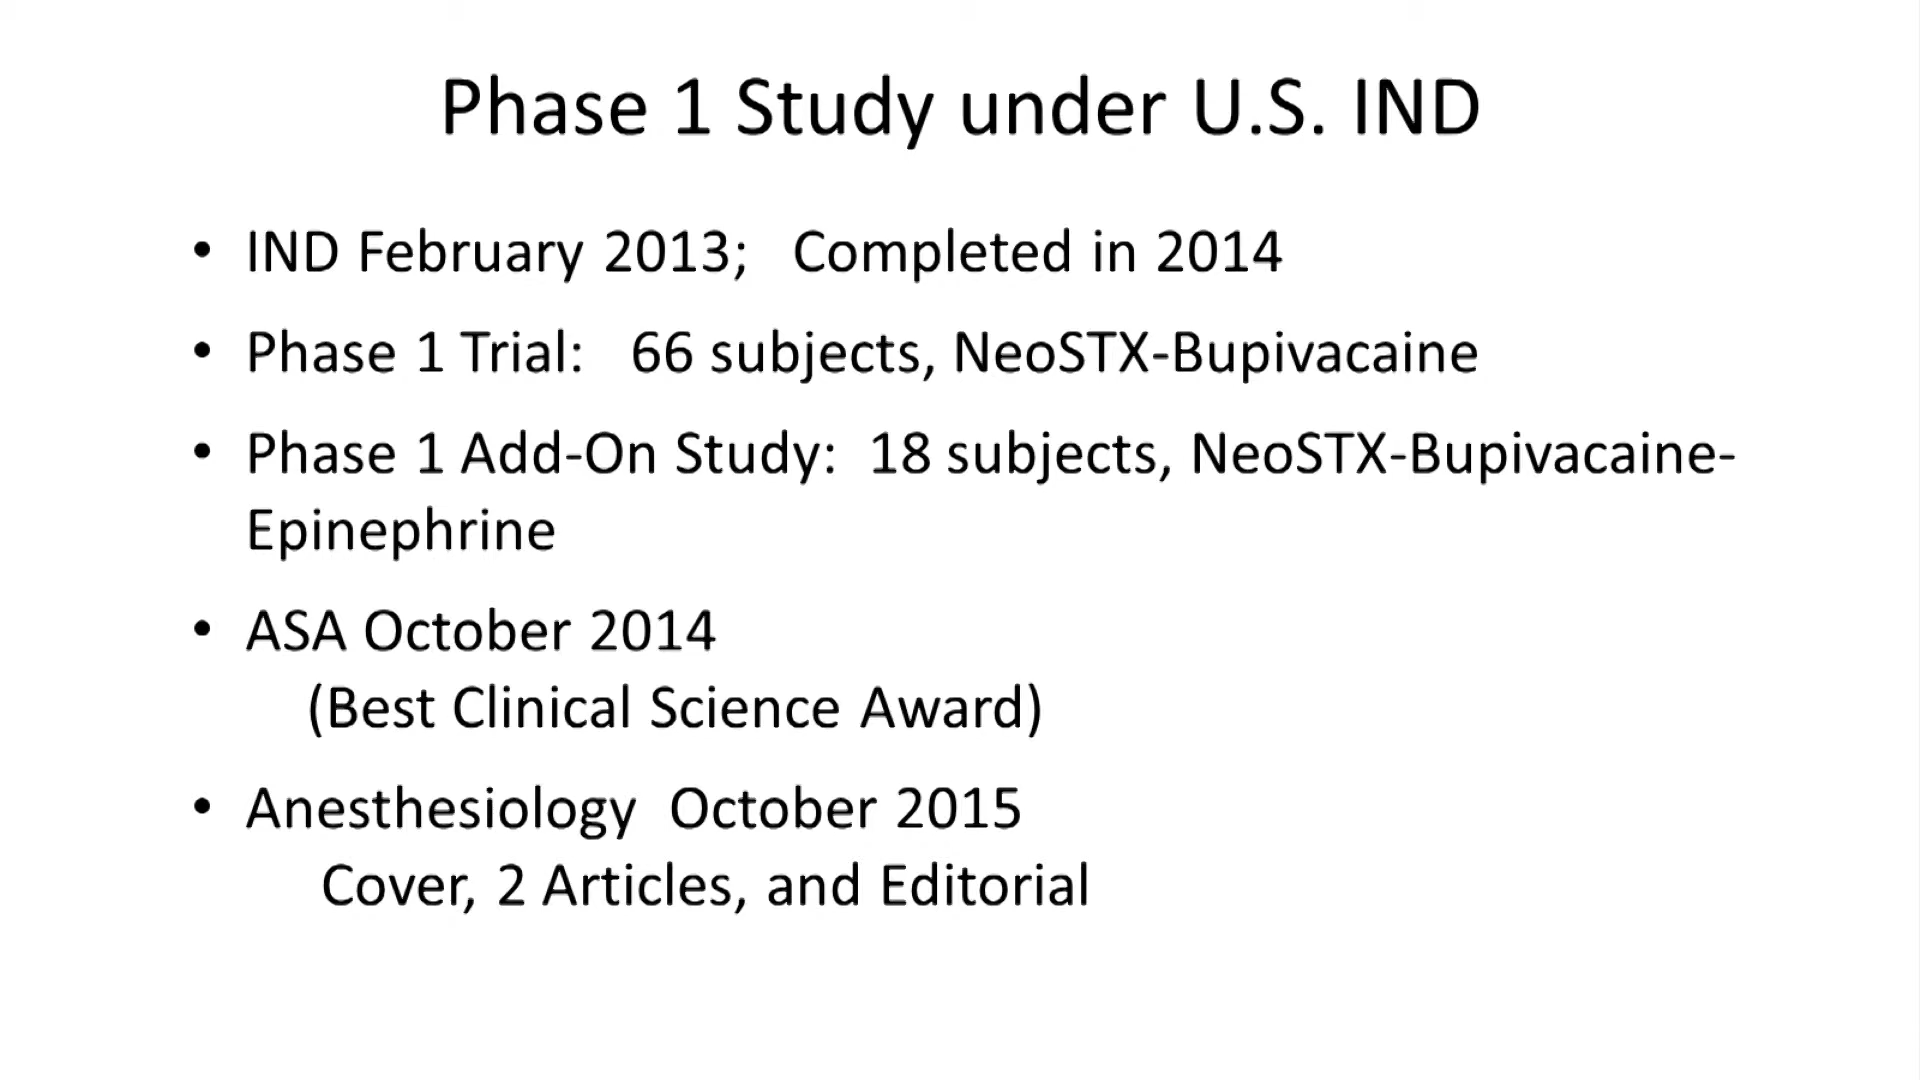 Phase 1 Study under U.S. IND
• IND February 2013; Completed in 2014
• Phase 1 Trial: 66 subjects, NeoSTX-Bupivacaine
• Phase 1 Add-On Study: 18 subjects, NeoSTX-Bupivacaine-
Epinephrine
• ASA October 2014
(Best Clinical Science Award)
• Anesthesiology October 2015
Cover, 2 Articles, and Editorial